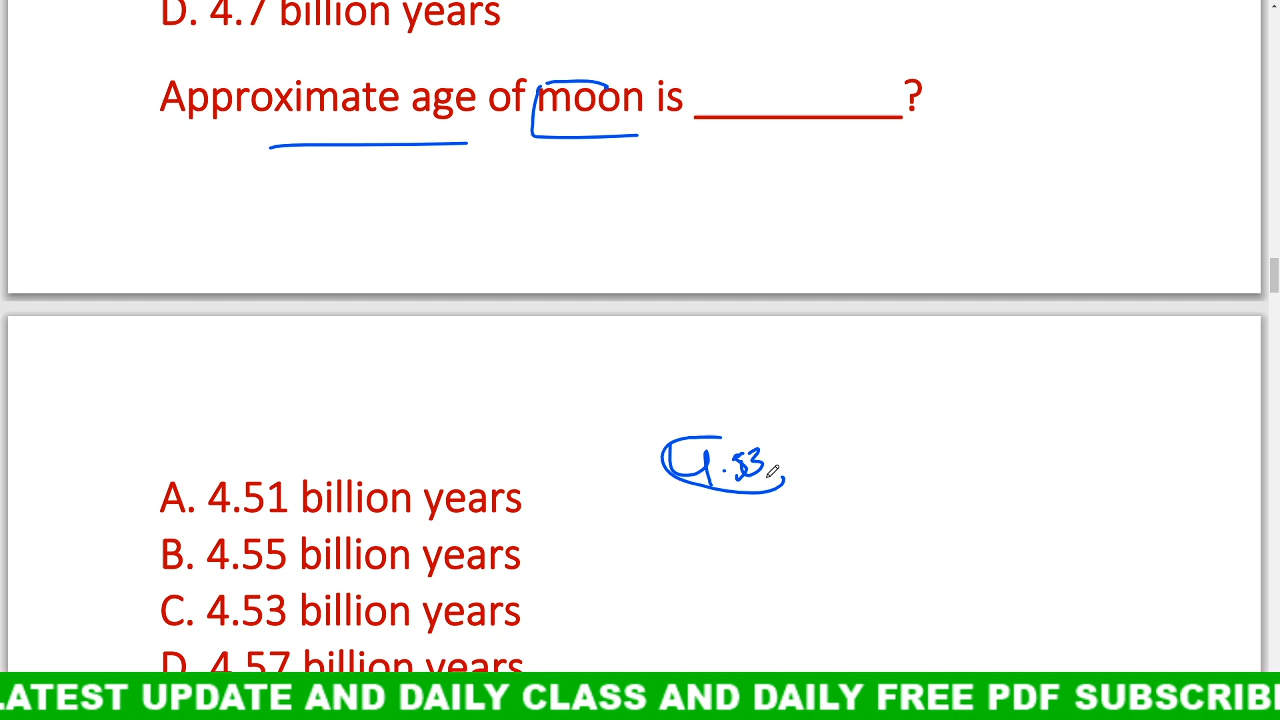 D. 4.7 billion years
Approximate age of moon is __________?
4.53
A. 4.51 billion years
B. 4.55 billion years
C. 4.53 billion years
D. 4.57 billion years
LATEST UPDATE AND DAILY CLASS AND DAILY FREE PDF SUBSCRIBE